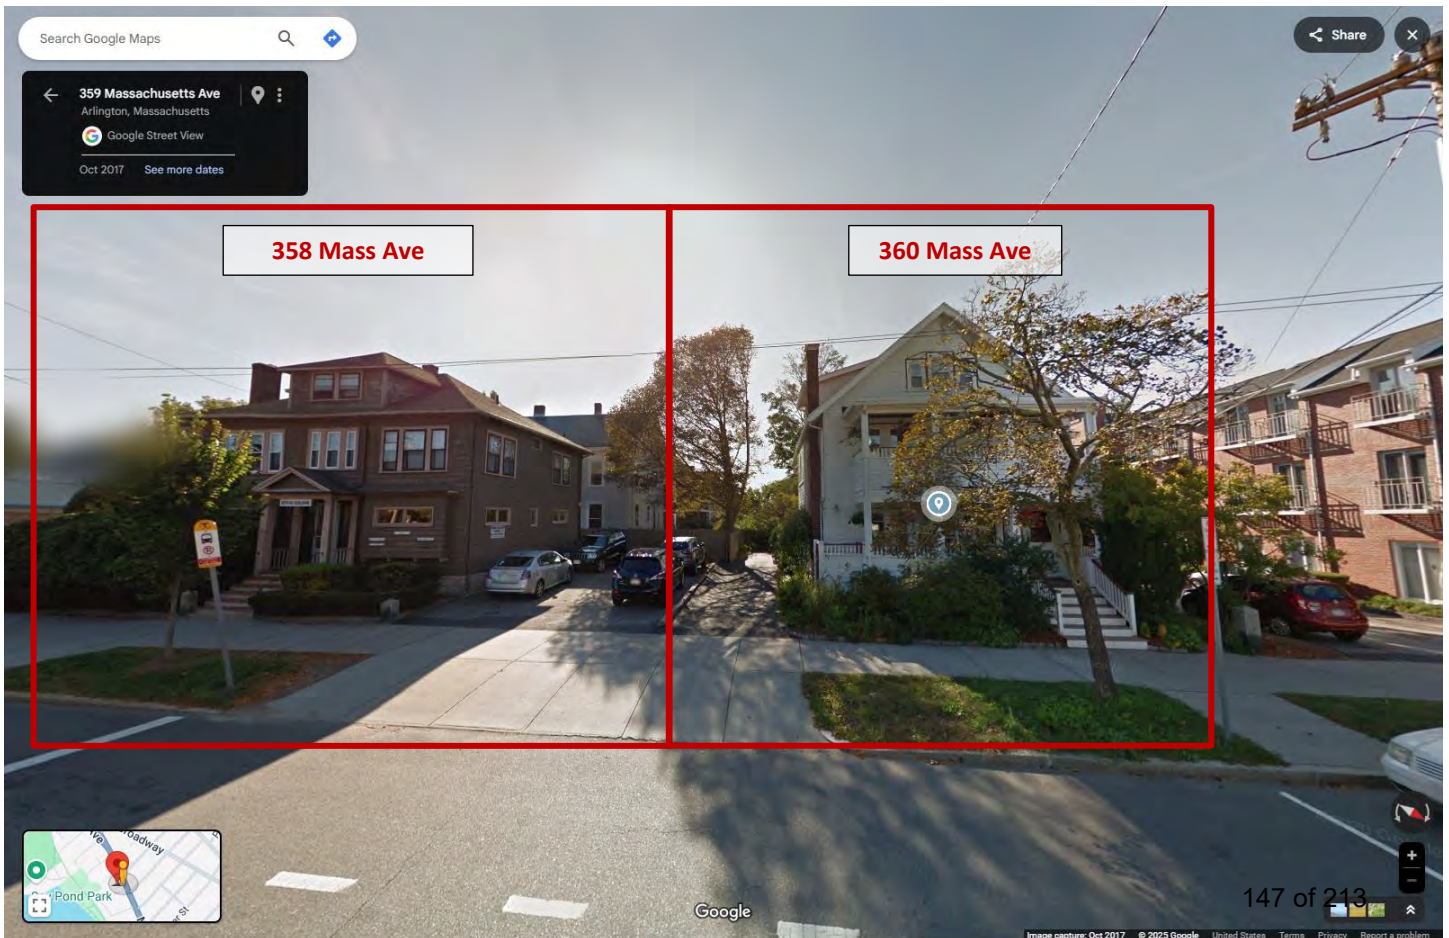 Search Google Maps
Share
359 Massachusetts Ave
Arlington, Massachusetts
Google Street View
Oct 2017 See more dates
358 Mass Ave
360 Mass Ave
Broadway
Pond Park
Google
147 of 213
Image capture: Oct 2017 © 2025 Google United States Terms Privacy Report a problem